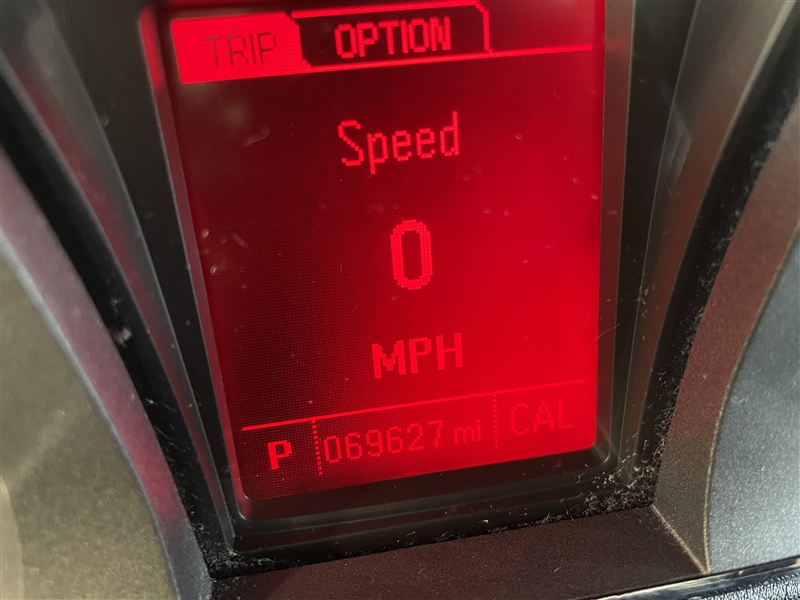 TRIP OPTION
Speed
0
MPH
P 069627 mi CAL